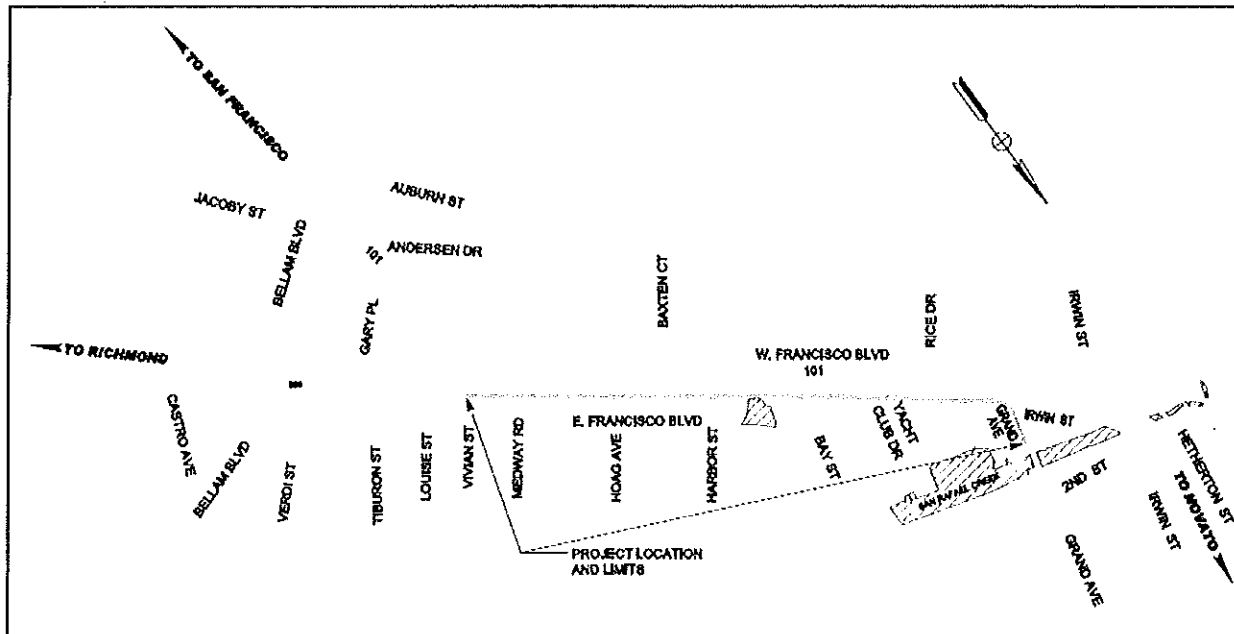 TO SAN FRANCISCO
JACOBY ST
AUBURN ST
BELLAM BLVD
101
ANDERSEN DR
GARY PL
BAXTEN CT
RICE DR
IRWIN ST
TO RICHMOND
W. FRANCISCO BLVD
101
CASTRO AVE
BELLAM BLVD
VERDI ST
TIBURON ST
LOUISE ST
VIVIAN ST
MEDWAY RD
E. FRANCISCO BLVD
HOAG AVE
HARBOR ST
BAY ST
YACHT
CLUB DR
GRAND
AVE
IRWIN ST
SAN RAFAEL CREEK
2ND ST
HETHERTON ST
TO NOVATO
IRWIN ST
GRAND AVE
PROJECT LOCATION
AND LIMITS